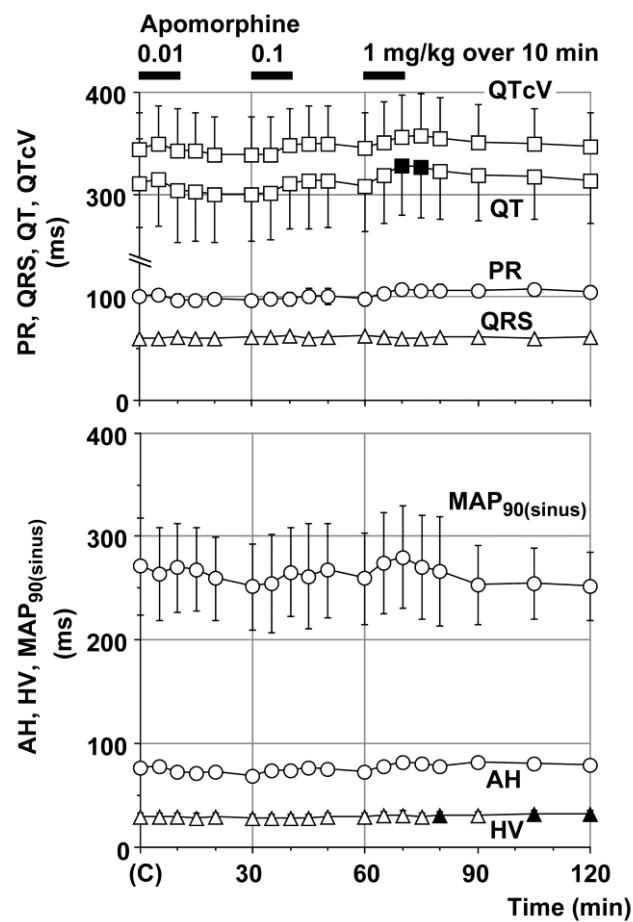 Apomorphine
0.01 0.1 1 mg/kg over 10 min
QTcV
QT
PR
QRS
400
300
100
0
PR, QRS, QT, QTcV
(ms)
400
300
200
100
0
AH, HV, MAP90(sinus)
(ms)
MAP90(sinus)
AH
HV
(C) 30 60 90 120
Time (min)